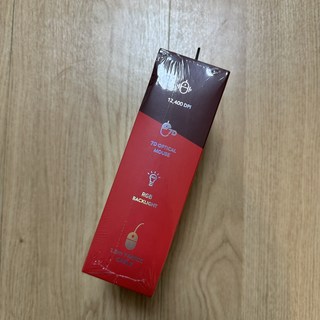 12,400 DPI
7D OPTICAL
MOUSE
RGB
BACKLIGHT